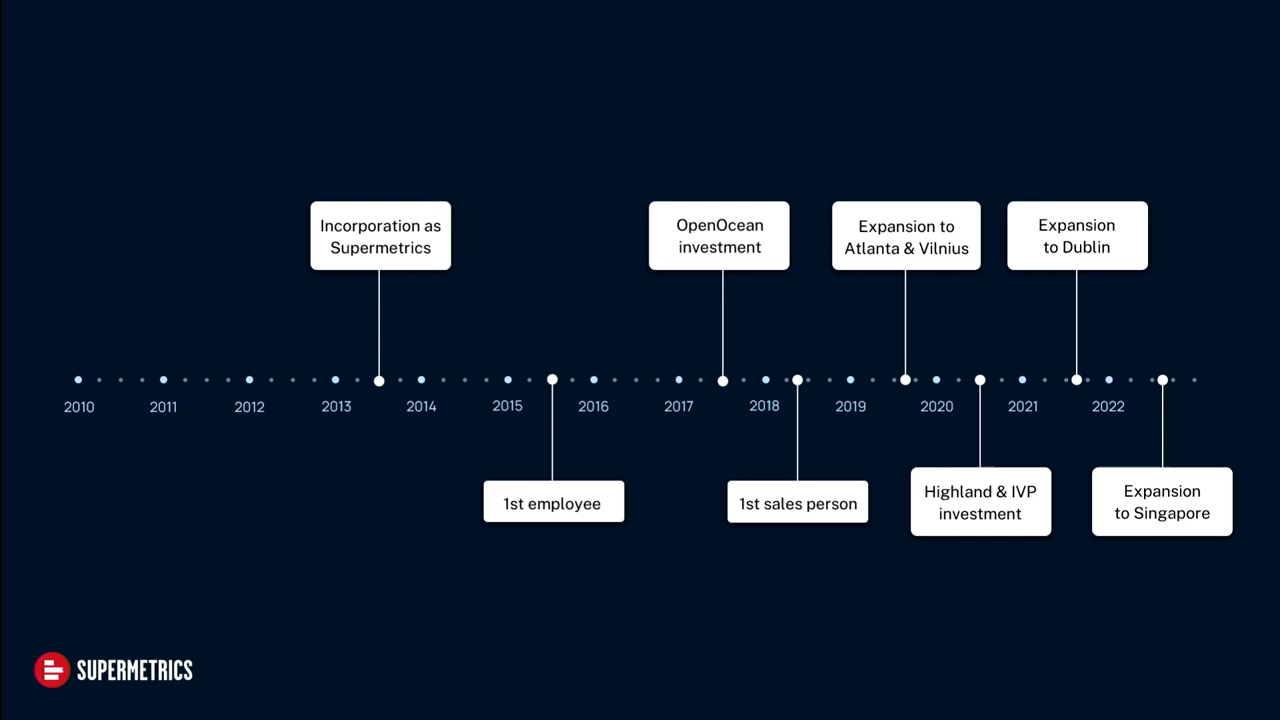 Incorporation as
Supermetrics
OpenOcean
investment
Expansion to
Atlanta & Vilnius
Expansion
to Dublin
2010
2011
2012
2013
2014
2015
2016
2017
2018
2019
2020
2021
2022
1st employee
1st sales person
Highland & IVP
investment
Expansion
to Singapore
SUPERMETRICS